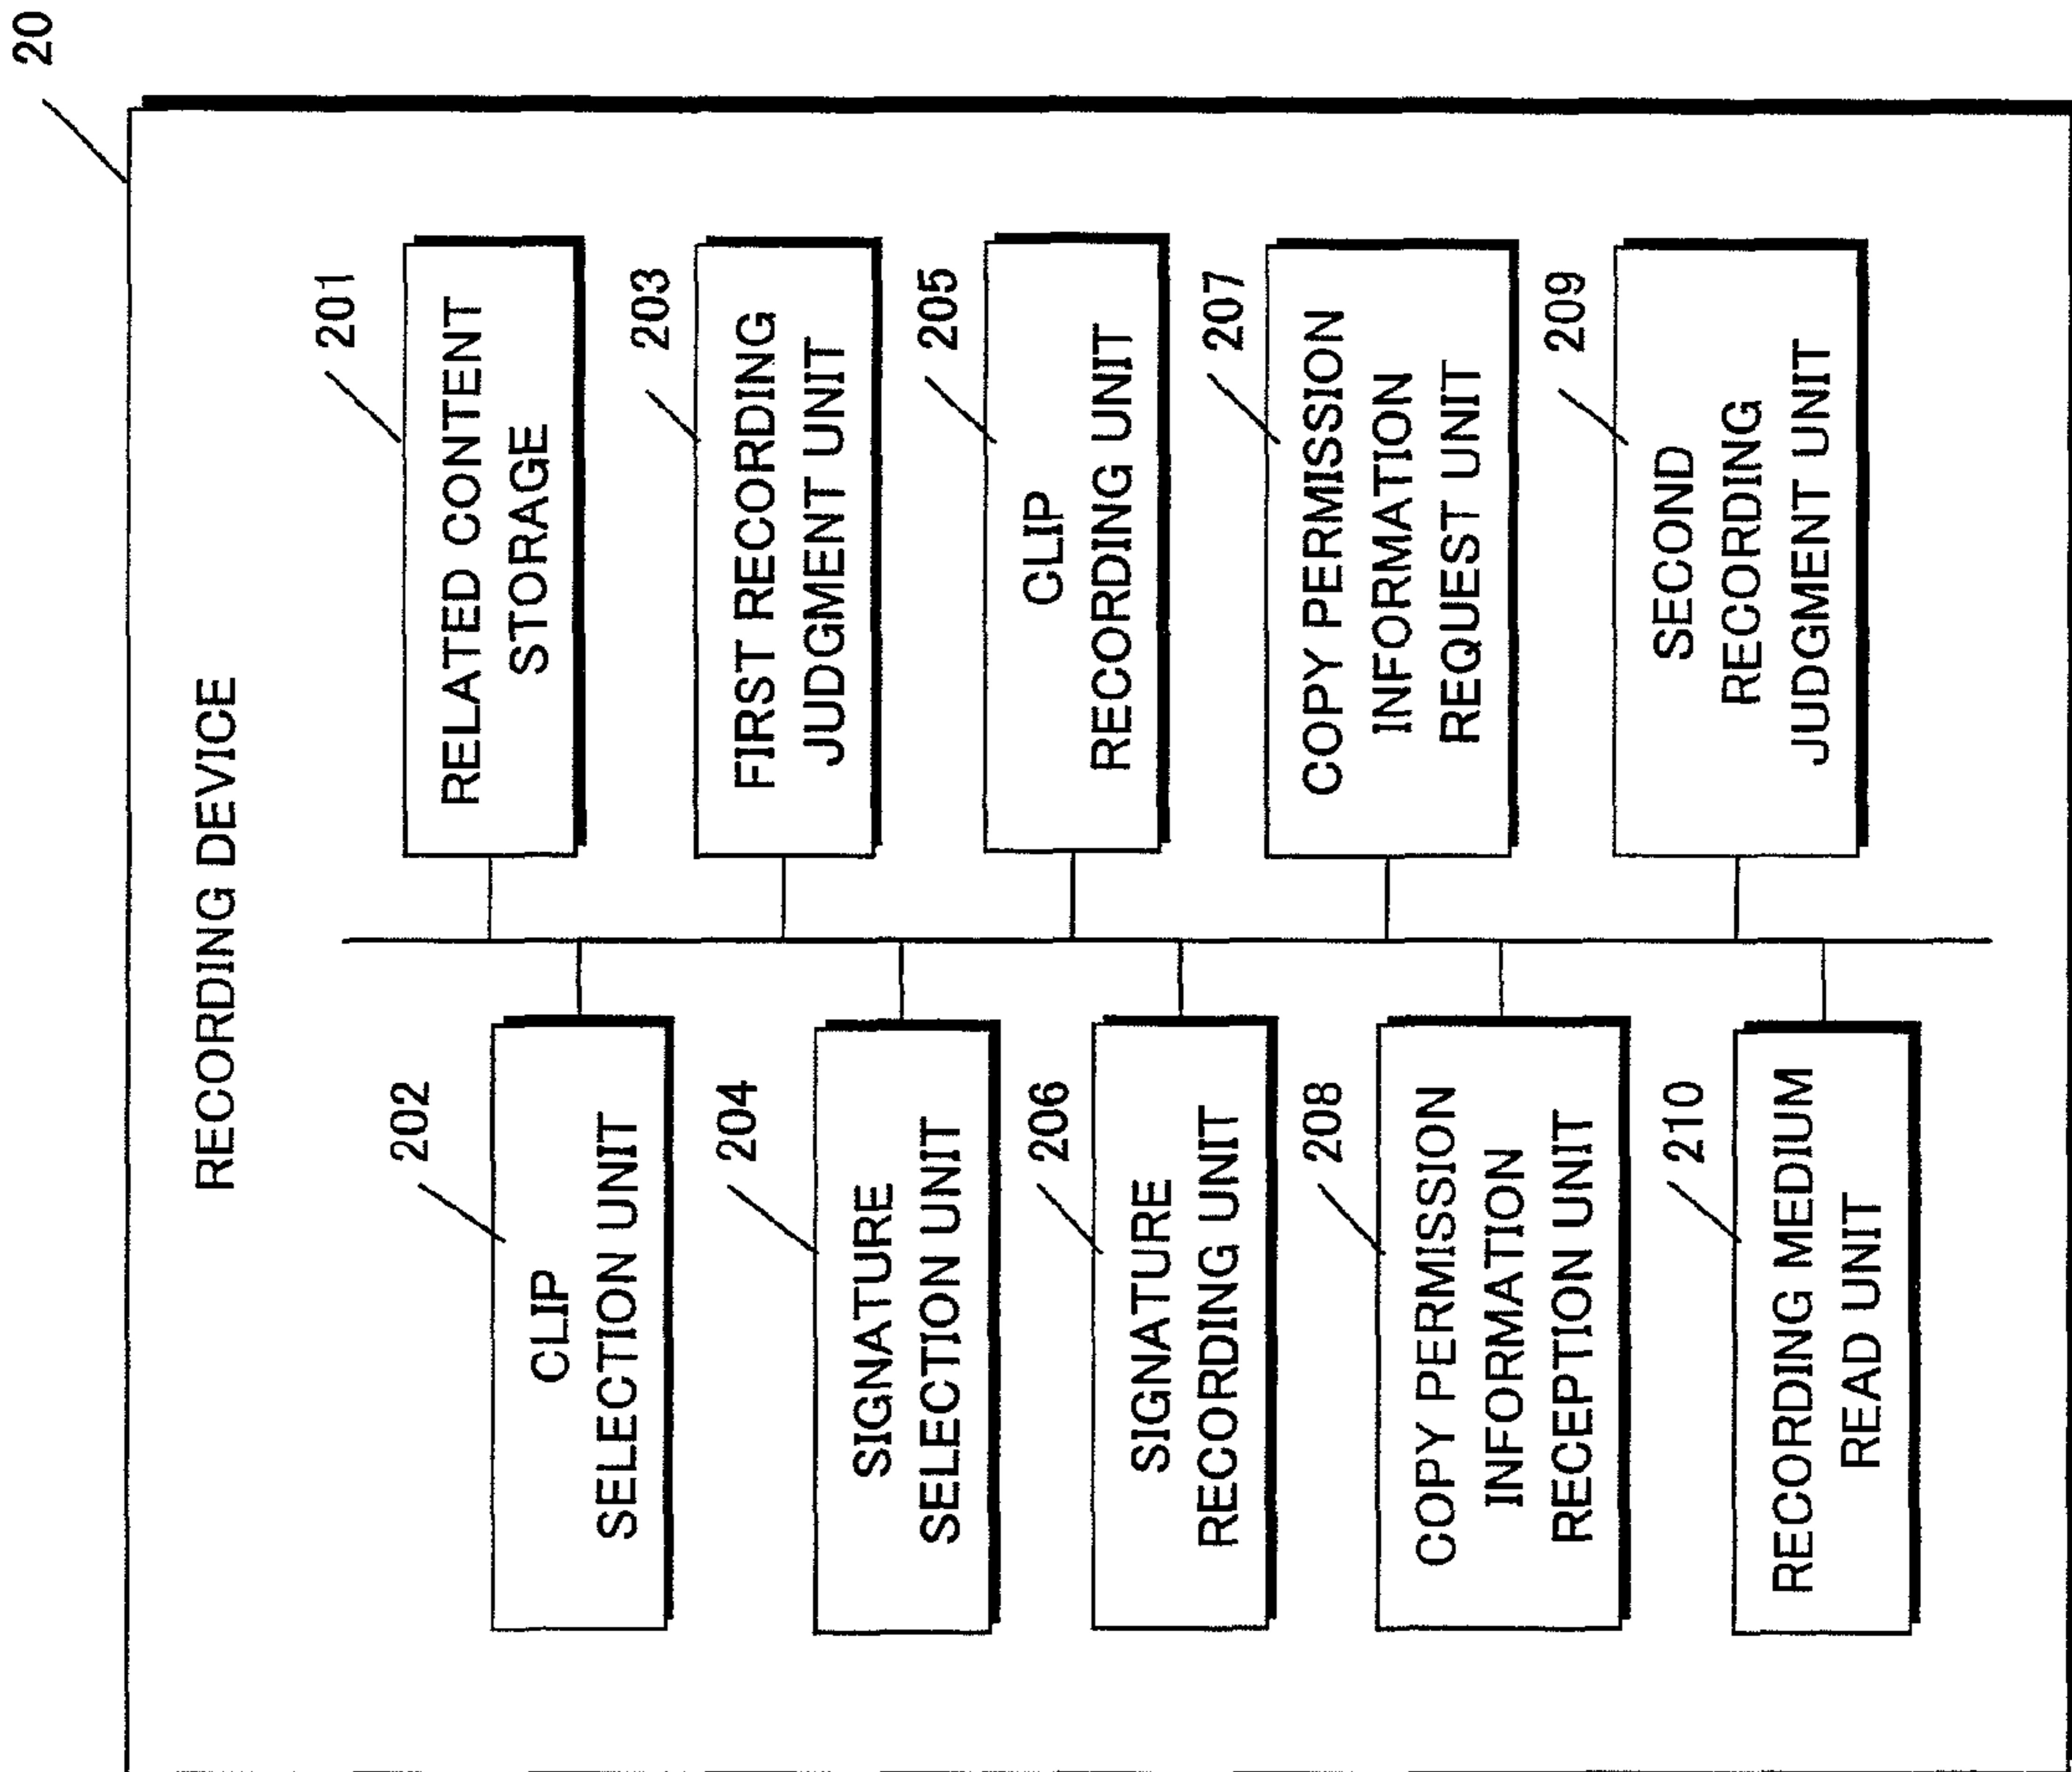 20
RECORDING DEVICE
202
CLIP
SELECTION UNIT
201
RELATED CONTENT
STORAGE
204
SIGNATURE
SELECTION UNIT
203
FIRST RECORDING
JUDGMENT UNIT
206
SIGNATURE
RECORDING UNIT
205
CLIP
RECORDING UNIT
208
COPY PERMISSION
INFORMATION
RECEPTION UNIT
207
COPY PERMISSION
INFORMATION
REQUEST UNIT
210
RECORDING MEDIUM
READ UNIT
209
SECOND
RECORDING
JUDGMENT UNIT